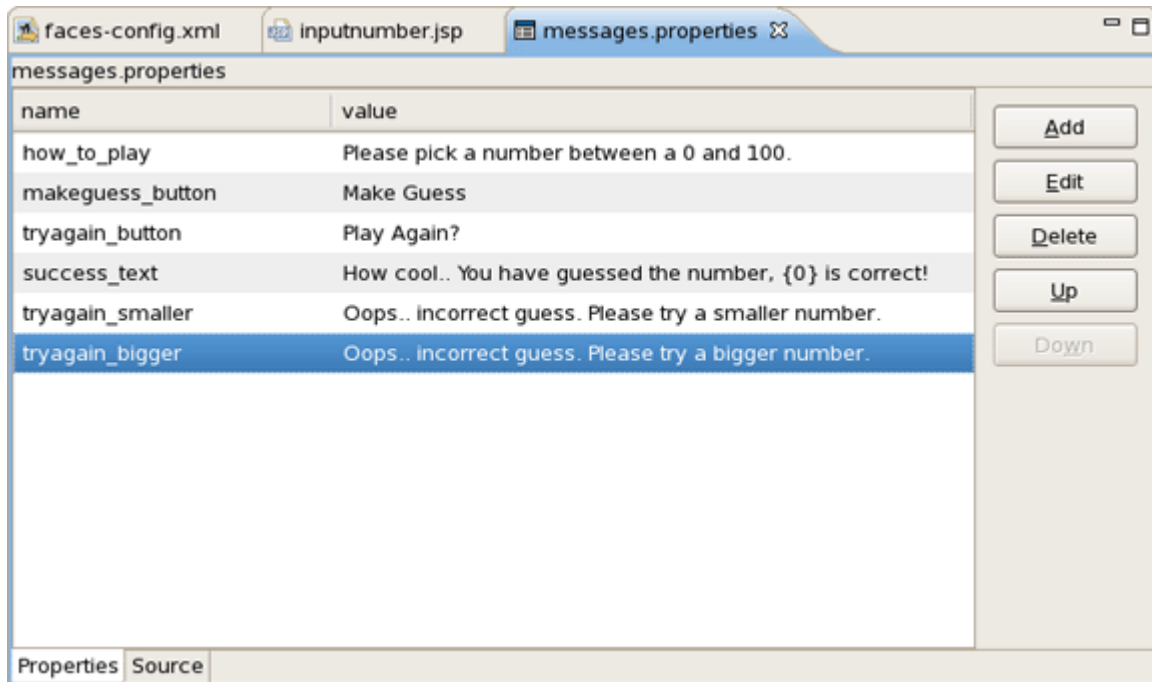 faces-config.xml inputnumber.jsp messages.properties
messages.properties
name value
how_to_play Please pick a number between a 0 and 100.
makeguess_button Make Guess
tryagain_button Play Again?
success_text How cool.. You have guessed the number, {0} is correct!
tryagain_smaller Oops.. incorrect guess. Please try a smaller number.
tryagain_bigger Oops.. incorrect guess. Please try a bigger number.
Add
Edit
Delete
Up
Down
Properties Source